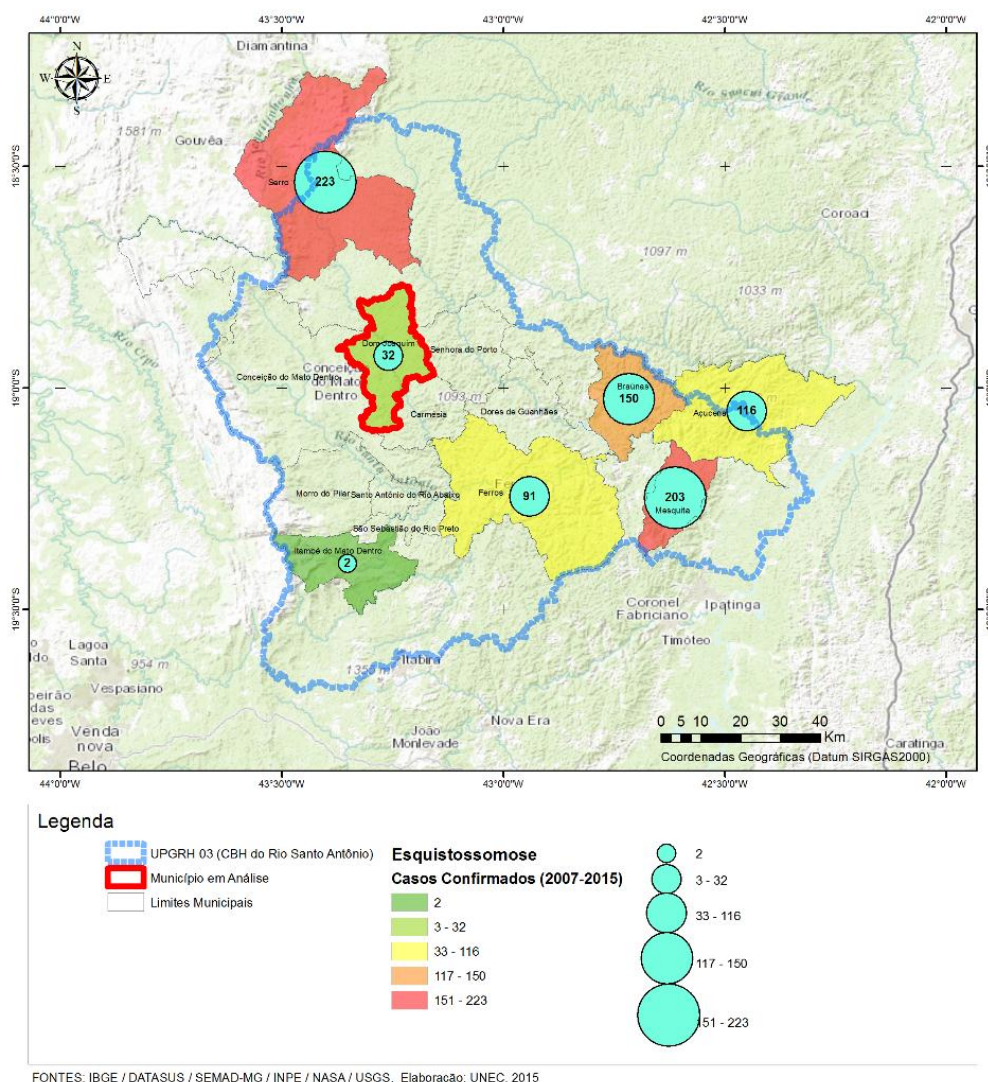 44°0'0"W 43°30'0"W 43°0'0"W 42°30'0"W 42°0'0"W
N
W E
S
Diamantina
Rio Suaçuí Grande
1581 m
Gouvêa
18°30'0"S
Serro
223
Coroaci
1097 m
1033 m
Rio Cipó
Dom Joaquim
32
Senhora do Porto
Conceição do Mato Dentro
Conceição
do Mato
Dentro
1093 m
Carmésia
Dores de Guanhães
Braúnas
150
Açucena
116
19°0'0"S
Rio Santo Antônio
Morro do Pilar
Santo Antônio do Rio Abaixo
Ferros
91
203
Mesquita
São Sebastião do Rio Preto
Itambé do Mato Dentro
2
19°30'0"S
Coronel
Fabriciano
Ipatinga
Timóteo
Lagoa
Santa
954 m
Vespasiano
Itabira
Nova Era
João
Monlevade
Venda
nova
Belo
0 5 10 20 30 40
Km
Coordenadas Geográficas (Datum SIRGAS2000)
Caratinga
44°0'0"W 43°30'0"W 43°0'0"W 42°30'0"W 42°0'0"W
Legenda
UPGRH 03 (CBH do Rio Santo Antônio)
Município em Análise
Limites Municipais
Esquistossomose
Casos Confirmados (2007-2015)
2
3 - 32
33 - 116
117 - 150
151 - 223
2
3 - 32
33 - 116
117 - 150
151 - 223
FONTES: IBGE / DATASUS / SEMAD-MG / INPE / NASA / USGS. Elaboração: UNEC, 2015